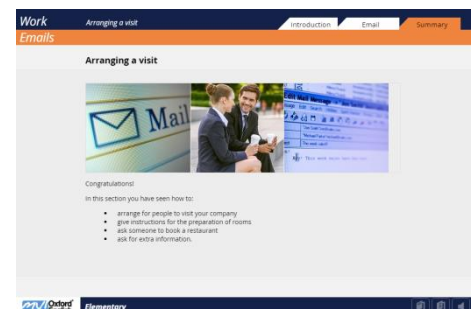 Work
Arranging a visit
Introduction
Email
Summary
Emails
Arranging a visit
Mail
Congratulations!
In this section you have seen how to:
• arrange for people to visit your company
• give instructions for the preparation of rooms
• ask someone to book a restaurant
• ask for extra information.
Oxford
Elementary